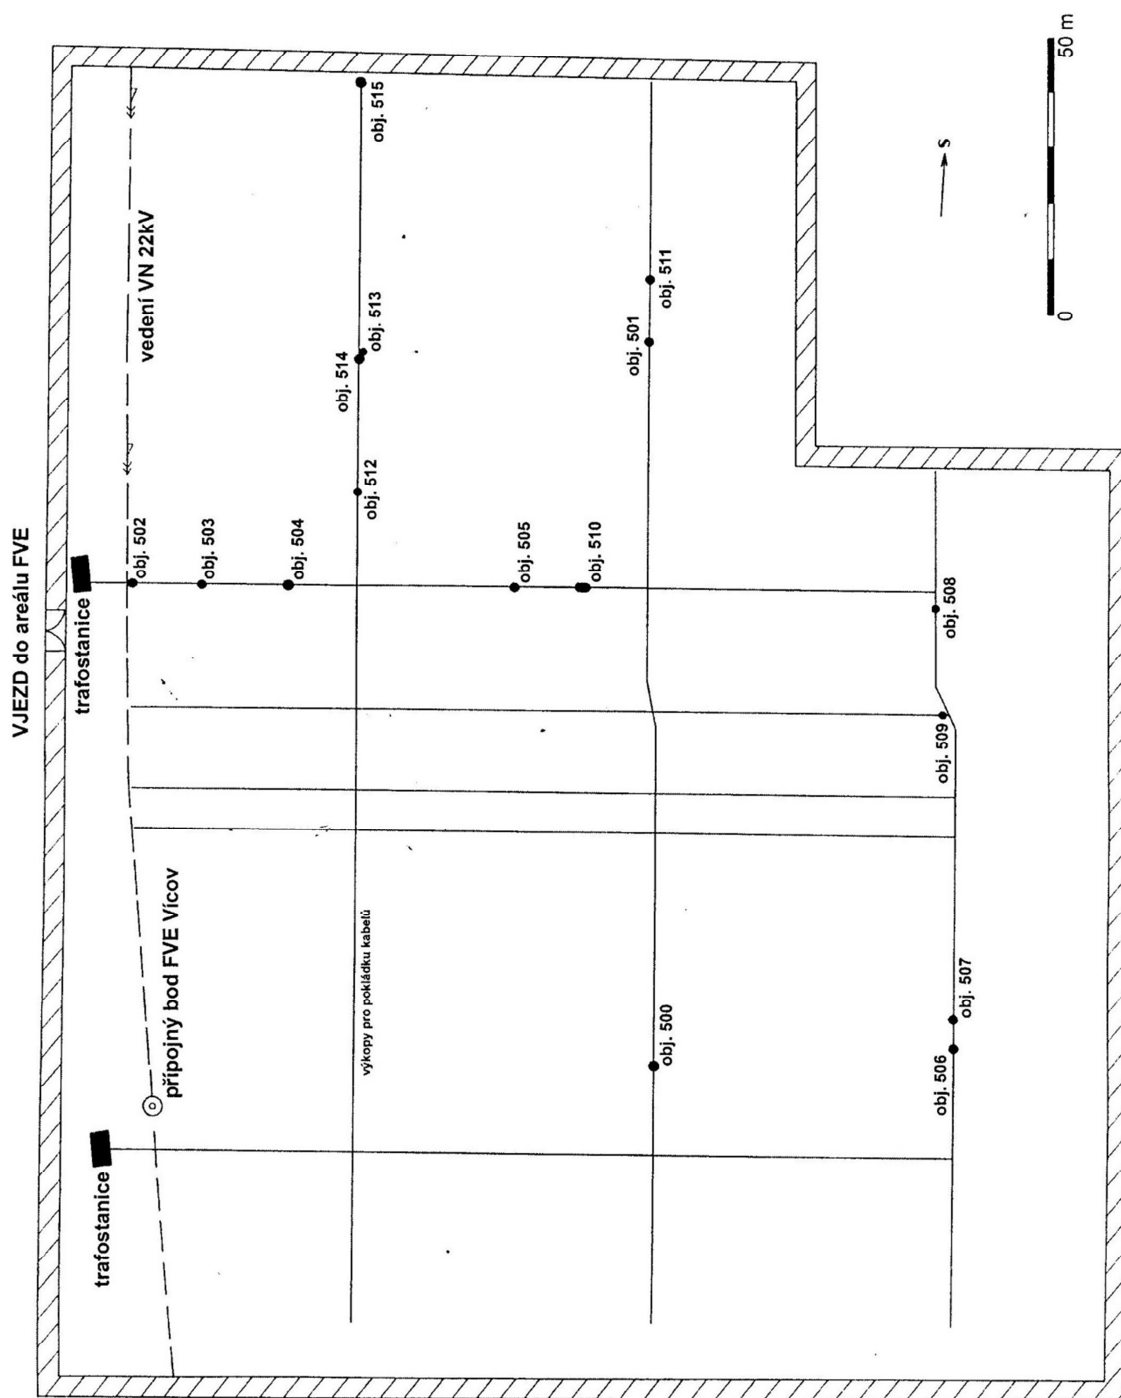 VJEZD do areálu FVE
trafostanice
vedení VN 22kV
obj. 515
obj. 513
obj. 514
obj. 512
obj. 502
obj. 503
obj. 504
obj. 505
obj. 510
obj. 511
obj. 501
obj. 508
obj. 509
přípojný bod FVE Vícov
výkopy pro pokládku kabelů
obj. 500
obj. 507
obj. 506
trafostanice
S
0
50 m